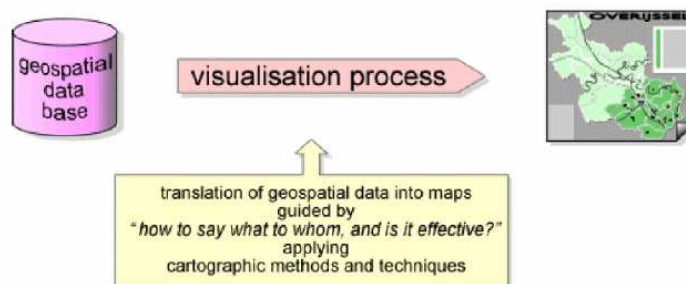 geospatial
data
base
visualisation process
OVERIJSSEL
translation of geospatial data into maps
guided by
"how to say what to whom, and is it effective?"
applying
cartographic methods and techniques